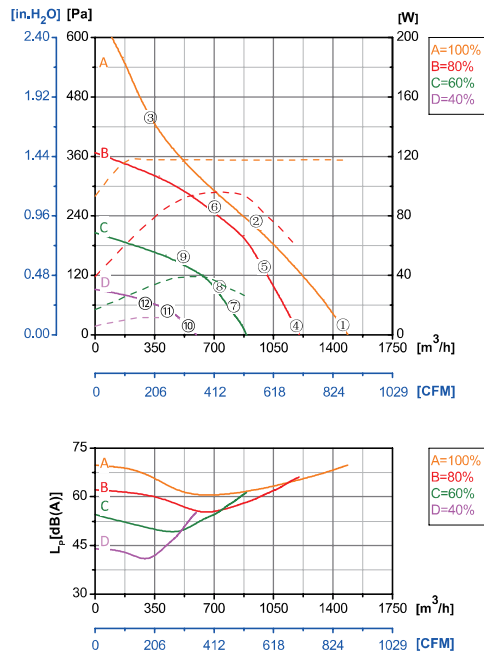 [in.H2O] [Pa] [W]
2.40 600 200
A=100%
B=80%
C=60%
D=40%
A
1.92 480 160
③
1.44 360 120
B
⑥
0.96 240 80
②
C
⑨
⑤
0.48 120 40
⑧
D
⑫ ⑪ ⑦
⑩ ④ ①
0.00 0 0
0 350 700 1050 1400 1750 [m3/h]
0 206 412 618 824 1029 [CFM]
75
A=100%
B=80%
C=60%
D=40%
A
60
B
C
45
D
30
LP[dB(A)]
0 350 700 1050 1400 1750 [m3/h]
0 206 412 618 824 1029 [CFM]